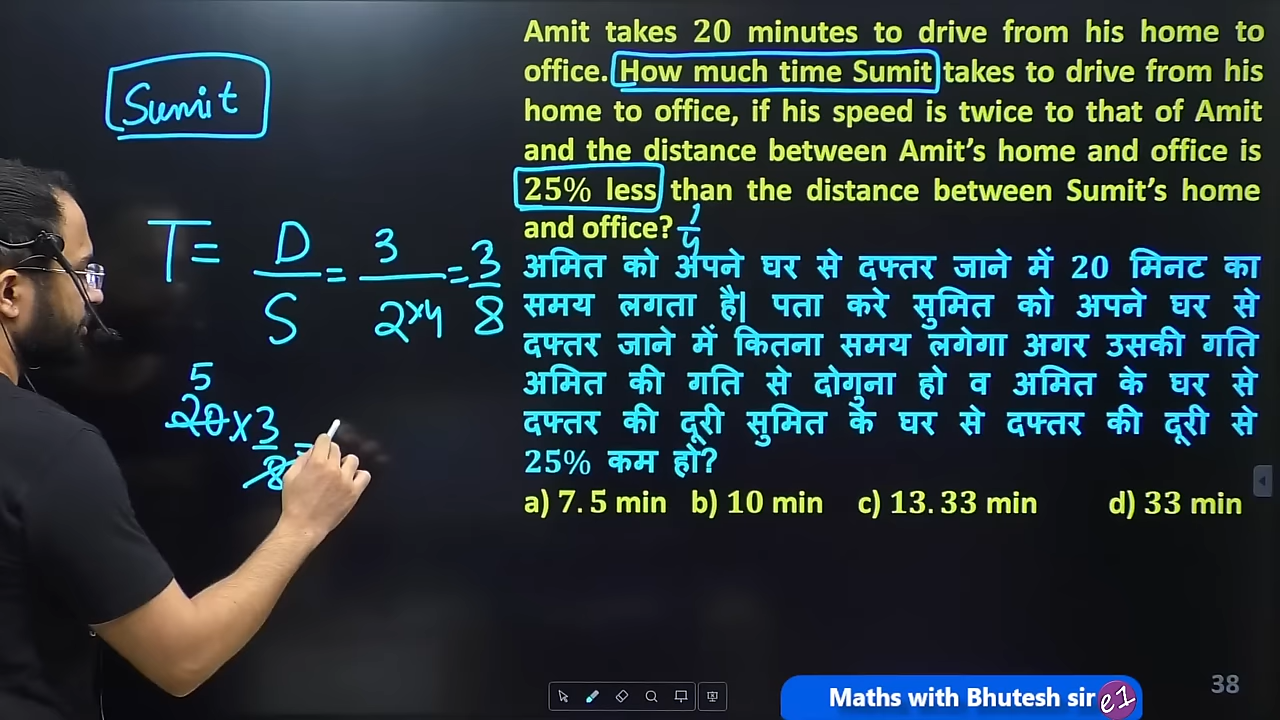 Sumit
T = D/S = 3/2×4 = 3/8
5
20 × 3/8 =
Amit takes 20 minutes to drive from his home to
office. How much time Sumit takes to drive from his
home to office, if his speed is twice to that of Amit
and the distance between Amit’s home and office is
25% less than the distance between Sumit’s home
and office? 1/4
अमित को अपने घर से दफ्तर जाने में 20 मिनट का
समय लगता है| पता करे सुमित को अपने घर से
दफ्तर जाने में कितना समय लगेगा अगर उसकी गति
अमित की गति से दोगुना हो व अमित के घर से
दफ्तर की दूरी सुमित के घर से दफ्तर की दूरी से
25% कम हो?
a) 7.5 min b) 10 min c) 13.33 min d) 33 min
38
Maths with Bhutesh sir e1